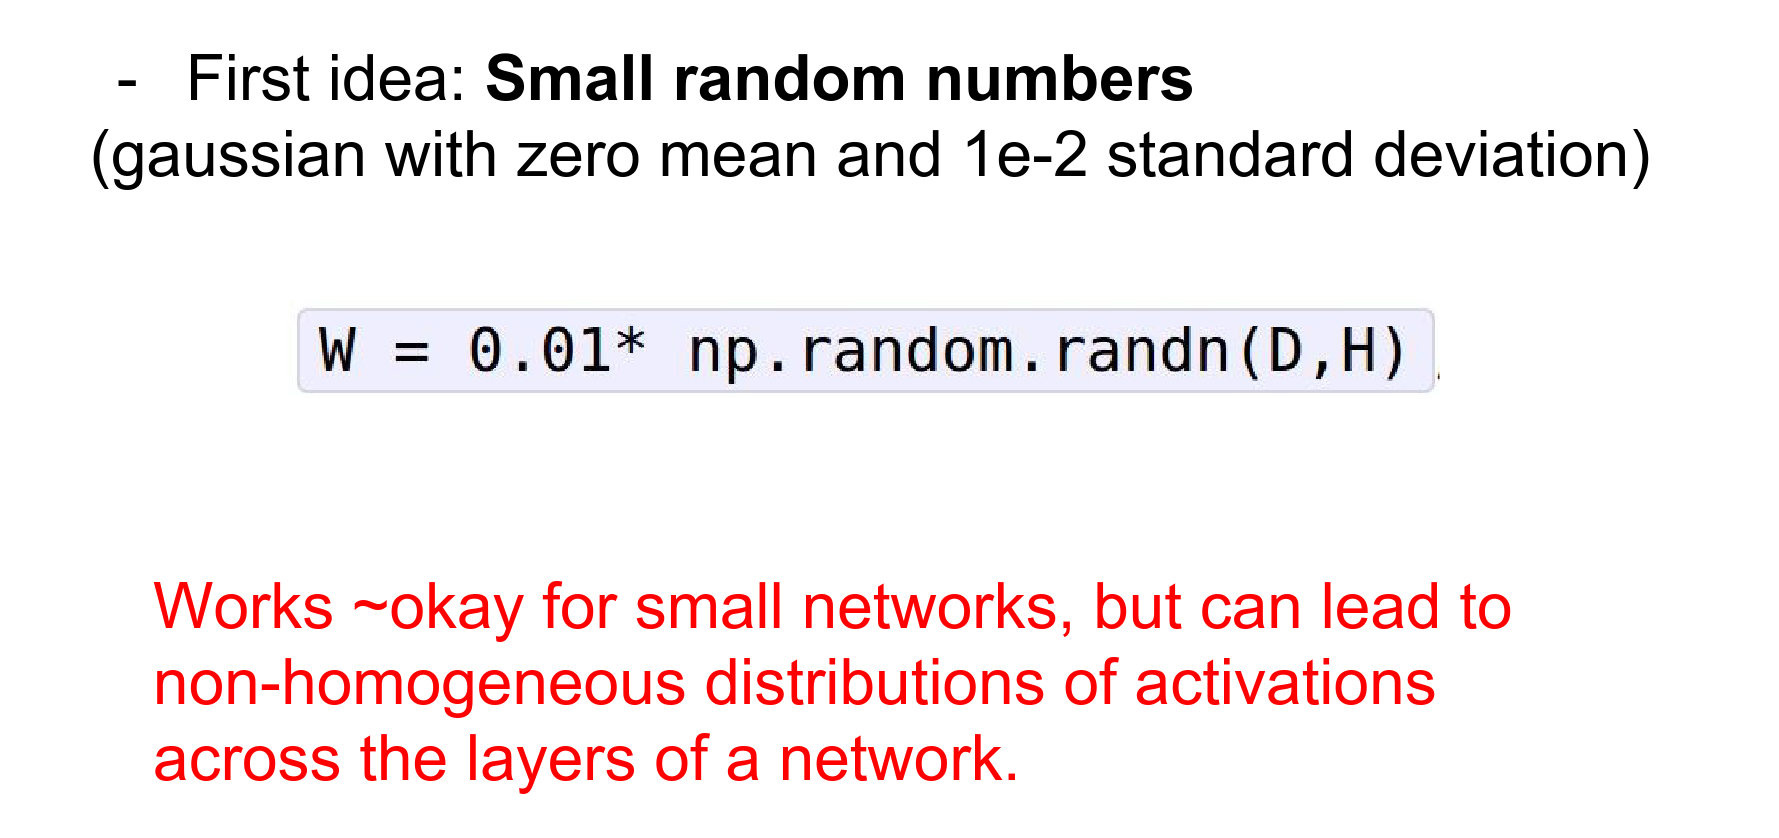 - First idea: Small random numbers
(gaussian with zero mean and 1e-2 standard deviation)
W = 0.01* np.random.randn(D,H)
Works ~okay for small networks, but can lead to
non-homogeneous distributions of activations
across the layers of a network.